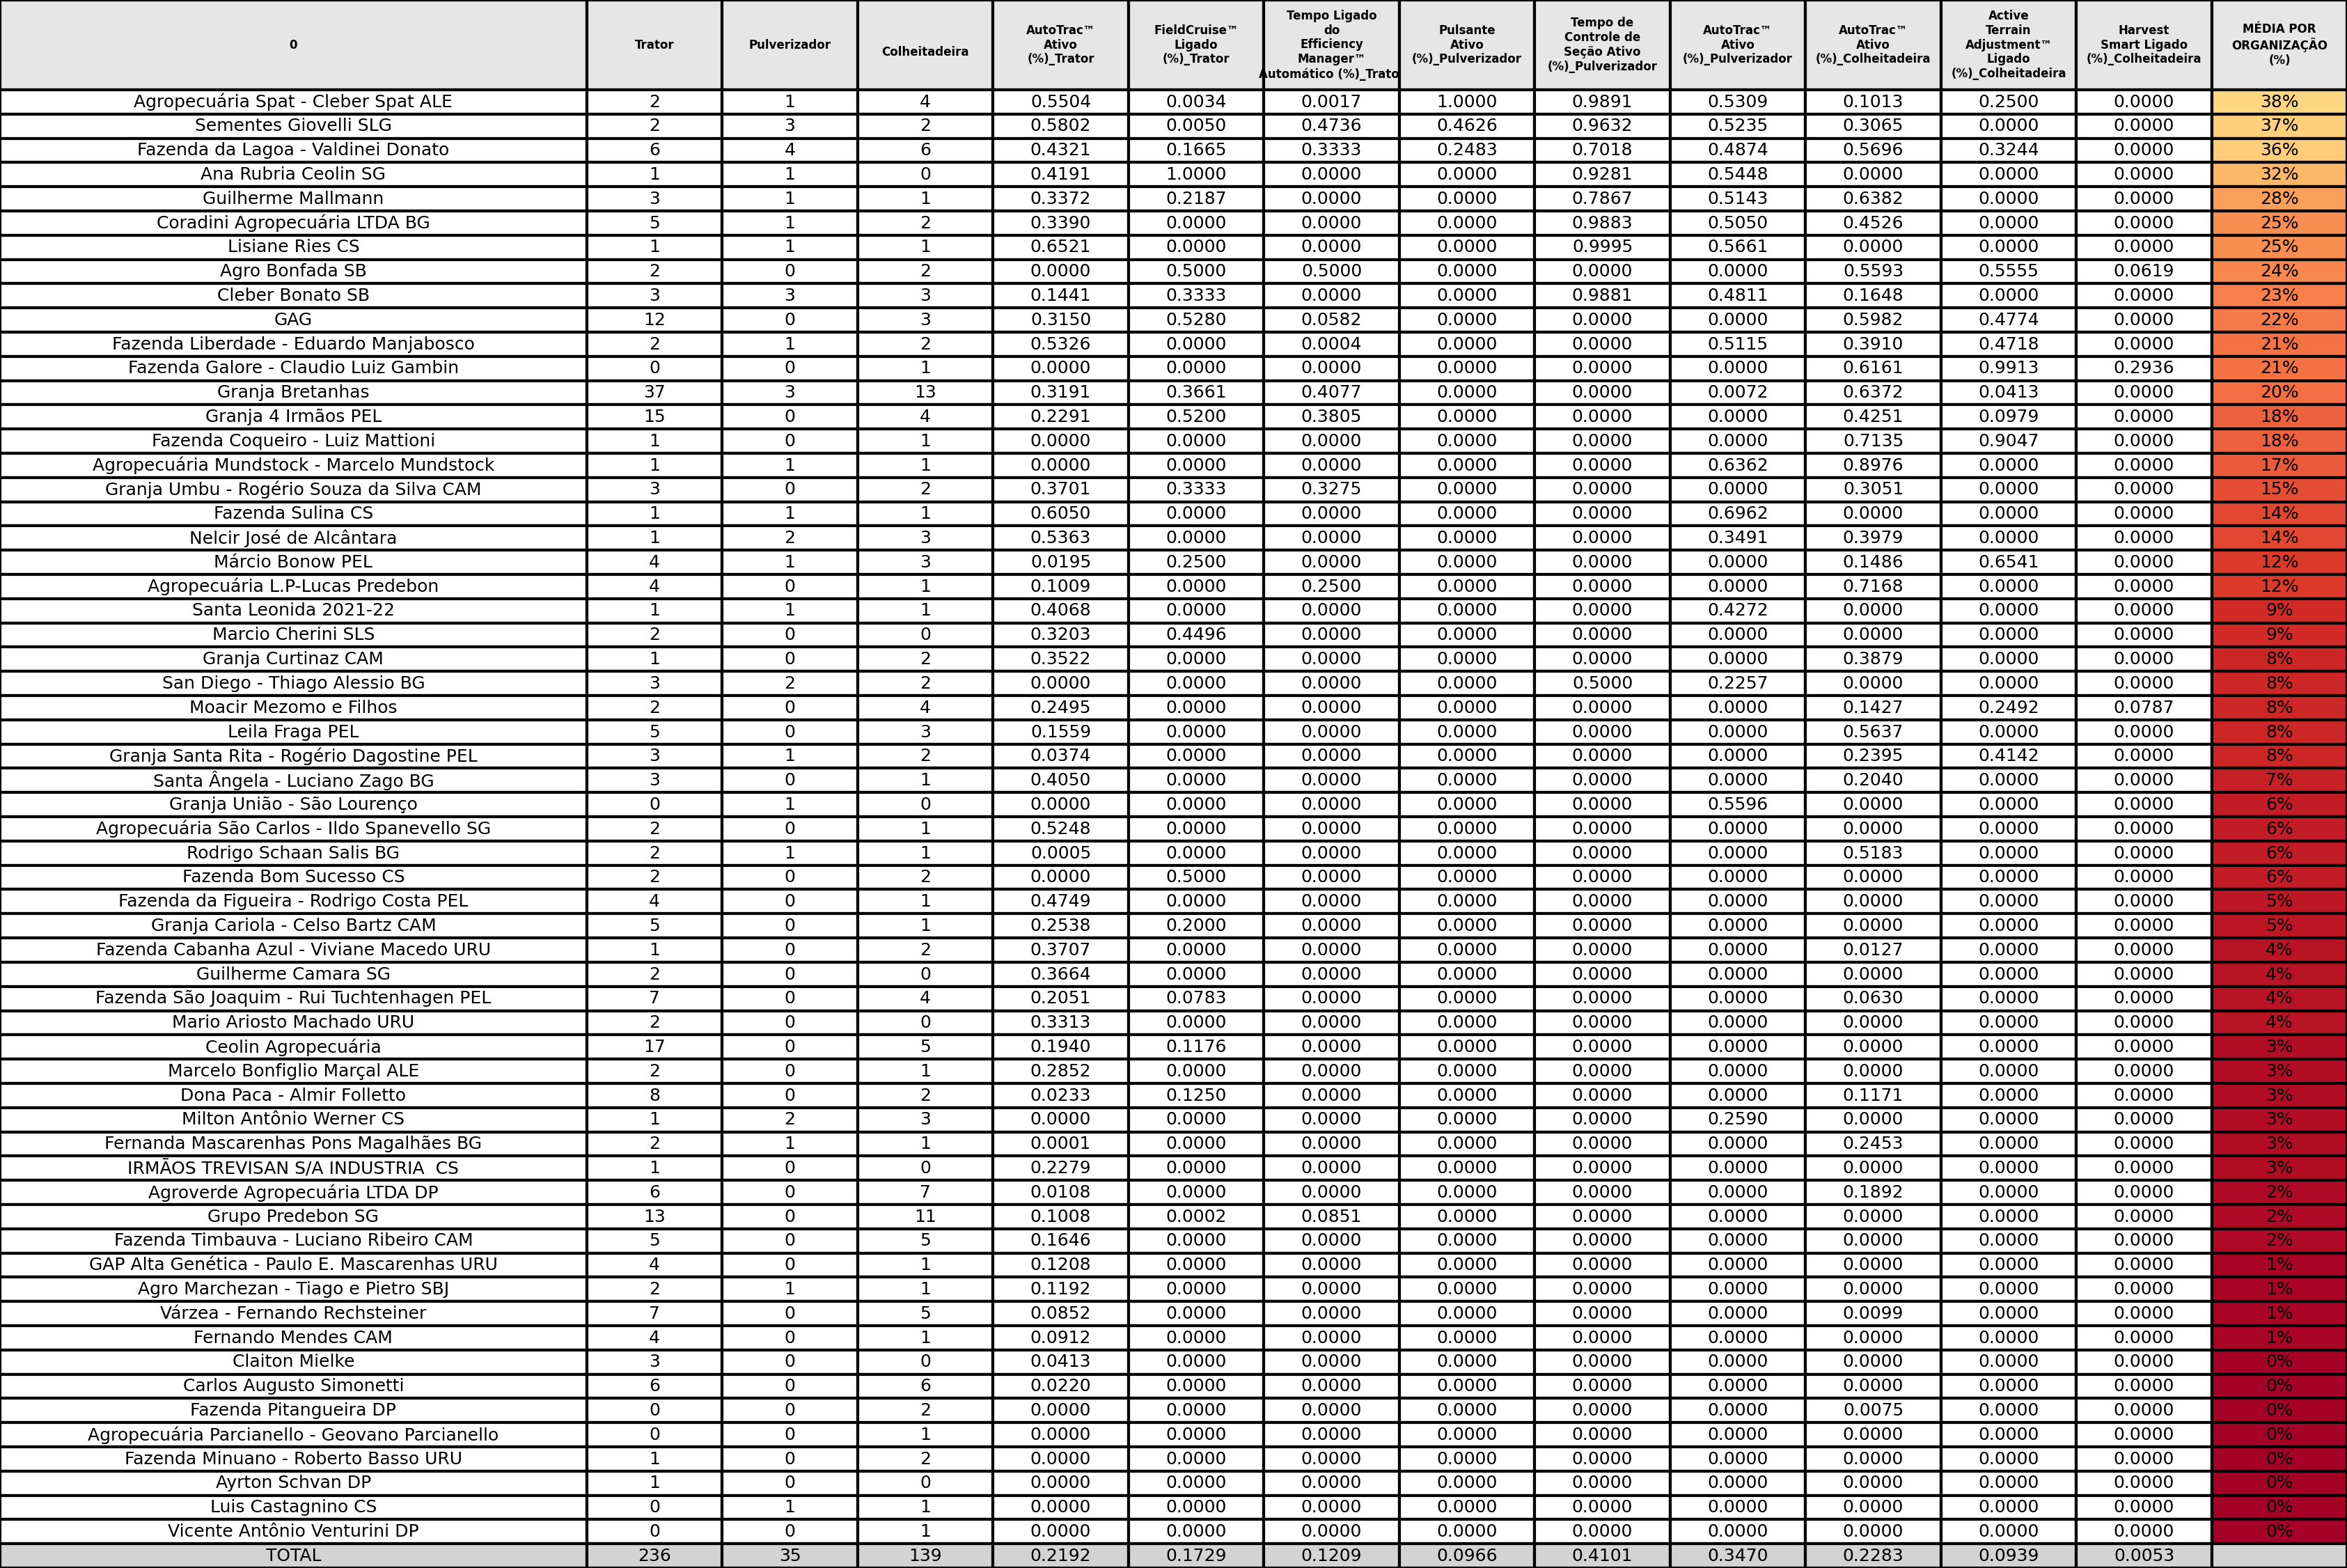 0 Trator Pulverizador Colheitadeira AutoTrac™ Ativo (%)_Trator FieldCruise™ Ligado (%)_Trator Tempo Ligado do Efficiency Manager™ Automático (%)_Trato Pulsante Ativo (%)_Pulverizador Tempo de Controle de Seção Ativo (%)_Pulverizador AutoTrac™ Ativo (%)_Pulverizador AutoTrac™ Ativo (%)_Colheitadeira Active Terrain Adjustment™ Ligado (%)_Colheitadeira Harvest Smart Ligado (%)_Colheitadeira MÉDIA POR ORGANIZAÇÃO (%)
Agropecuária Spat - Cleber Spat ALE 2 1 4 0.5504 0.0034 0.0017 1.0000 0.9891 0.5309 0.1013 0.2500 0.0000 38%
Sementes Giovelli SLG 2 3 2 0.5802 0.0050 0.4736 0.4626 0.9632 0.5235 0.3065 0.0000 0.0000 37%
Fazenda da Lagoa - Valdinei Donato 6 4 6 0.4321 0.1665 0.3333 0.2483 0.7018 0.4874 0.5696 0.3244 0.0000 36%
Ana Rubria Ceolin SG 1 1 0 0.4191 1.0000 0.0000 0.0000 0.9281 0.5448 0.0000 0.0000 0.0000 32%
Guilherme Mallmann 3 1 1 0.3372 0.2187 0.0000 0.0000 0.7867 0.5143 0.6382 0.0000 0.0000 28%
Coradini Agropecuária LTDA BG 5 1 2 0.3390 0.0000 0.0000 0.0000 0.9883 0.5050 0.4526 0.0000 0.0000 25%
Lisiane Ries CS 1 1 1 0.6521 0.0000 0.0000 0.0000 0.9995 0.5661 0.0000 0.0000 0.0000 25%
Agro Bonfada SB 2 0 2 0.0000 0.5000 0.5000 0.0000 0.0000 0.0000 0.5593 0.5555 0.0619 24%
Cleber Bonato SB 3 3 3 0.1441 0.3333 0.0000 0.0000 0.9881 0.4811 0.1648 0.0000 0.0000 23%
GAG 12 0 3 0.3150 0.5280 0.0582 0.0000 0.0000 0.0000 0.5982 0.4774 0.0000 22%
Fazenda Liberdade - Eduardo Manjabosco 2 1 2 0.5326 0.0000 0.0004 0.0000 0.0000 0.5115 0.3910 0.4718 0.0000 21%
Fazenda Galore - Claudio Luiz Gambin 0 0 1 0.0000 0.0000 0.0000 0.0000 0.0000 0.0000 0.6161 0.9913 0.2936 21%
Granja Bretanhas 37 3 13 0.3191 0.3661 0.4077 0.0000 0.0000 0.0072 0.6372 0.0413 0.0000 20%
Granja 4 Irmãos PEL 15 0 4 0.2291 0.5200 0.3805 0.0000 0.0000 0.0000 0.4251 0.0979 0.0000 18%
Fazenda Coqueiro - Luiz Mattioni 1 0 1 0.0000 0.0000 0.0000 0.0000 0.0000 0.0000 0.7135 0.9047 0.0000 18%
Agropecuária Mundstock - Marcelo Mundstock 1 1 1 0.0000 0.0000 0.0000 0.0000 0.0000 0.6362 0.8976 0.0000 0.0000 17%
Granja Umbu - Rogério Souza da Silva CAM 3 0 2 0.3701 0.3333 0.3275 0.0000 0.0000 0.0000 0.3051 0.0000 0.0000 15%
Fazenda Sulina CS 1 1 1 0.6050 0.0000 0.0000 0.0000 0.0000 0.6962 0.0000 0.0000 0.0000 14%
Nelcir José de Alcântara 1 2 3 0.5363 0.0000 0.0000 0.0000 0.0000 0.3491 0.3979 0.0000 0.0000 14%
Márcio Bonow PEL 4 1 3 0.0195 0.2500 0.0000 0.0000 0.0000 0.0000 0.1486 0.6541 0.0000 12%
Agropecuária L.P-Lucas Predebon 4 0 1 0.1009 0.0000 0.2500 0.0000 0.0000 0.0000 0.7168 0.0000 0.0000 12%
Santa Leonida 2021-22 1 1 1 0.4068 0.0000 0.0000 0.0000 0.0000 0.4272 0.0000 0.0000 0.0000 9%
Marcio Cherini SLS 2 0 0 0.3203 0.4496 0.0000 0.0000 0.0000 0.0000 0.0000 0.0000 0.0000 9%
Granja Curtinaz CAM 1 0 2 0.3522 0.0000 0.0000 0.0000 0.0000 0.0000 0.3879 0.0000 0.0000 8%
San Diego - Thiago Alessio BG 3 2 2 0.0000 0.0000 0.0000 0.0000 0.5000 0.2257 0.0000 0.0000 0.0000 8%
Moacir Mezomo e Filhos 2 0 4 0.2495 0.0000 0.0000 0.0000 0.0000 0.0000 0.1427 0.2492 0.0787 8%
Leila Fraga PEL 5 0 3 0.1559 0.0000 0.0000 0.0000 0.0000 0.0000 0.5637 0.0000 0.0000 8%
Granja Santa Rita - Rogério Dagostine PEL 3 1 2 0.0374 0.0000 0.0000 0.0000 0.0000 0.0000 0.2395 0.4142 0.0000 8%
Santa Ângela - Luciano Zago BG 3 0 1 0.4050 0.0000 0.0000 0.0000 0.0000 0.0000 0.2040 0.0000 0.0000 7%
Granja União - São Lourenço 0 1 0 0.0000 0.0000 0.0000 0.0000 0.0000 0.5596 0.0000 0.0000 0.0000 6%
Agropecuária São Carlos - Ildo Spanevello SG 2 0 1 0.5248 0.0000 0.0000 0.0000 0.0000 0.0000 0.0000 0.0000 0.0000 6%
Rodrigo Schaan Salis BG 2 1 1 0.0005 0.0000 0.0000 0.0000 0.0000 0.0000 0.5183 0.0000 0.0000 6%
Fazenda Bom Sucesso CS 2 0 2 0.0000 0.5000 0.0000 0.0000 0.0000 0.0000 0.0000 0.0000 0.0000 6%
Fazenda da Figueira - Rodrigo Costa PEL 4 0 1 0.4749 0.0000 0.0000 0.0000 0.0000 0.0000 0.0000 0.0000 0.0000 5%
Granja Cariola - Celso Bartz CAM 5 0 1 0.2538 0.2000 0.0000 0.0000 0.0000 0.0000 0.0000 0.0000 0.0000 5%
Fazenda Cabanha Azul - Viviane Macedo URU 1 0 2 0.3707 0.0000 0.0000 0.0000 0.0000 0.0000 0.0127 0.0000 0.0000 4%
Guilherme Camara SG 2 0 0 0.3664 0.0000 0.0000 0.0000 0.0000 0.0000 0.0000 0.0000 0.0000 4%
Fazenda São Joaquim - Rui Tuchtenhagen PEL 7 0 4 0.2051 0.0783 0.0000 0.0000 0.0000 0.0000 0.0630 0.0000 0.0000 4%
Mario Ariosto Machado URU 2 0 0 0.3313 0.0000 0.0000 0.0000 0.0000 0.0000 0.0000 0.0000 0.0000 4%
Ceolin Agropecuária 17 0 5 0.1940 0.1176 0.0000 0.0000 0.0000 0.0000 0.0000 0.0000 0.0000 3%
Marcelo Bonfiglio Marçal ALE 2 0 1 0.2852 0.0000 0.0000 0.0000 0.0000 0.0000 0.0000 0.0000 0.0000 3%
Dona Paca - Almir Folletto 8 0 2 0.0233 0.1250 0.0000 0.0000 0.0000 0.0000 0.1171 0.0000 0.0000 3%
Milton Antônio Werner CS 1 2 3 0.0000 0.0000 0.0000 0.0000 0.0000 0.2590 0.0000 0.0000 0.0000 3%
Fernanda Mascarenhas Pons Magalhães BG 2 1 1 0.0001 0.0000 0.0000 0.0000 0.0000 0.0000 0.2453 0.0000 0.0000 3%
IRMÃOS TREVISAN S/A INDUSTRIA  CS 1 0 0 0.2279 0.0000 0.0000 0.0000 0.0000 0.0000 0.0000 0.0000 0.0000 3%
Agroverde Agropecuária LTDA DP 6 0 7 0.0108 0.0000 0.0000 0.0000 0.0000 0.0000 0.1892 0.0000 0.0000 2%
Grupo Predebon SG 13 0 11 0.1008 0.0002 0.0851 0.0000 0.0000 0.0000 0.0000 0.0000 0.0000 2%
Fazenda Timbauva - Luciano Ribeiro CAM 5 0 5 0.1646 0.0000 0.0000 0.0000 0.0000 0.0000 0.0000 0.0000 0.0000 2%
GAP Alta Genética - Paulo E. Mascarenhas URU 4 0 1 0.1208 0.0000 0.0000 0.0000 0.0000 0.0000 0.0000 0.0000 0.0000 1%
Agro Marchezan - Tiago e Pietro SBJ 2 1 1 0.1192 0.0000 0.0000 0.0000 0.0000 0.0000 0.0000 0.0000 0.0000 1%
Várzea - Fernando Rechsteiner 7 0 5 0.0852 0.0000 0.0000 0.0000 0.0000 0.0000 0.0099 0.0000 0.0000 1%
Fernando Mendes CAM 4 0 1 0.0912 0.0000 0.0000 0.0000 0.0000 0.0000 0.0000 0.0000 0.0000 1%
Claiton Mielke 3 0 0 0.0413 0.0000 0.0000 0.0000 0.0000 0.0000 0.0000 0.0000 0.0000 0%
Carlos Augusto Simonetti 6 0 6 0.0220 0.0000 0.0000 0.0000 0.0000 0.0000 0.0000 0.0000 0.0000 0%
Fazenda Pitangueira DP 0 0 2 0.0000 0.0000 0.0000 0.0000 0.0000 0.0000 0.0075 0.0000 0.0000 0%
Agropecuária Parcianello - Geovano Parcianello 0 0 1 0.0000 0.0000 0.0000 0.0000 0.0000 0.0000 0.0000 0.0000 0.0000 0%
Fazenda Minuano - Roberto Basso URU 1 0 2 0.0000 0.0000 0.0000 0.0000 0.0000 0.0000 0.0000 0.0000 0.0000 0%
Ayrton Schvan DP 1 0 0 0.0000 0.0000 0.0000 0.0000 0.0000 0.0000 0.0000 0.0000 0.0000 0%
Luis Castagnino CS 0 1 1 0.0000 0.0000 0.0000 0.0000 0.0000 0.0000 0.0000 0.0000 0.0000 0%
Vicente Antônio Venturini DP 0 0 1 0.0000 0.0000 0.0000 0.0000 0.0000 0.0000 0.0000 0.0000 0.0000 0%
TOTAL 236 35 139 0.2192 0.1729 0.1209 0.0966 0.4101 0.3470 0.2283 0.0939 0.0053